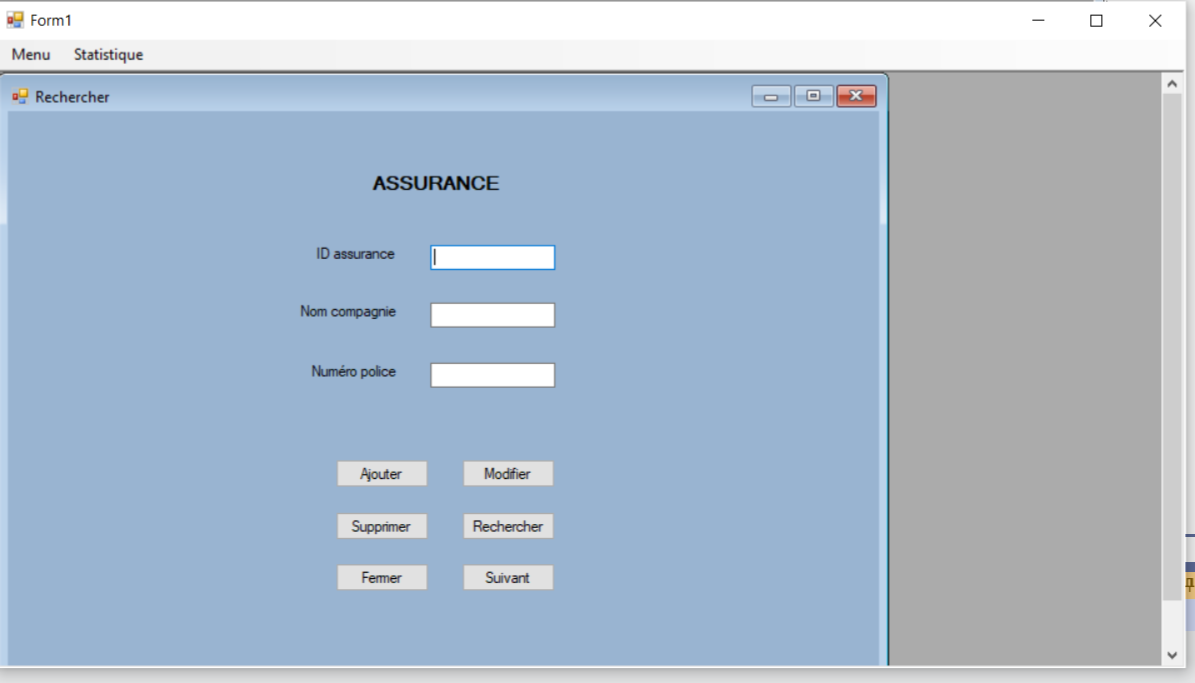 Form1
Menu Statistique
Rechercher
ASSURANCE
ID assurance
Nom compagnie
Numéro police
Ajouter Modifier
Supprimer Rechercher
Fermer Suivant